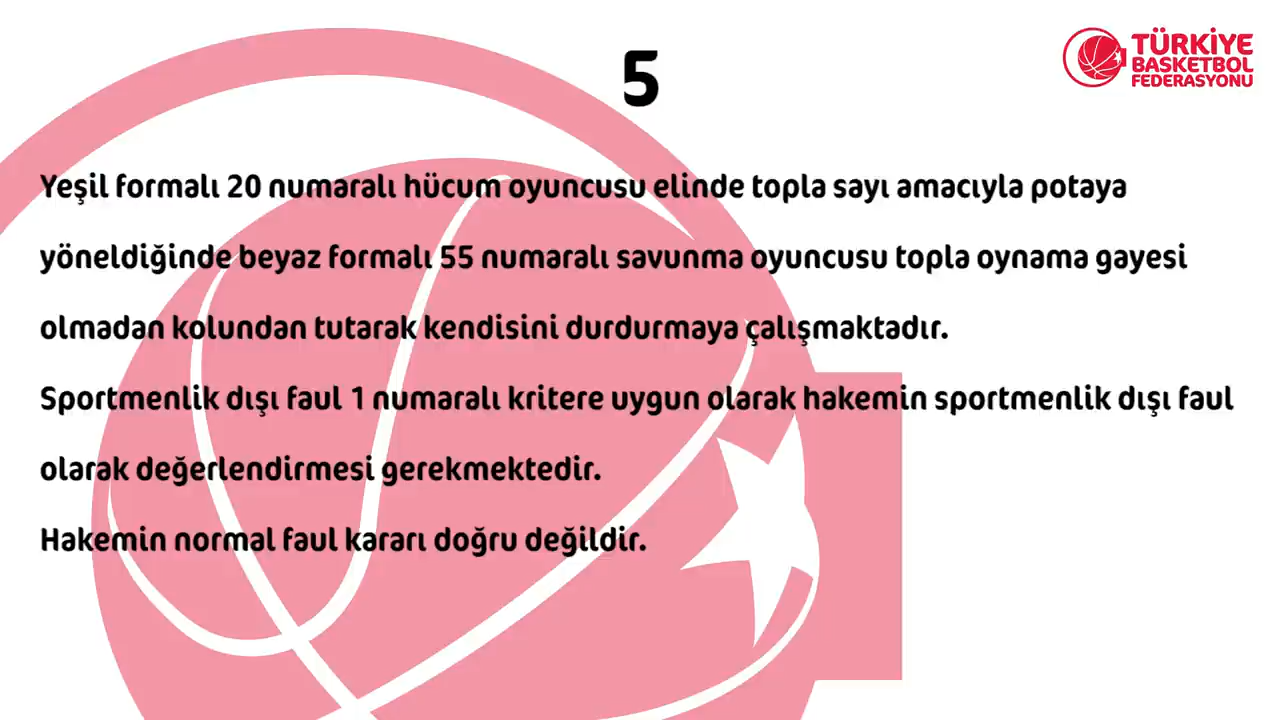 5
TÜRKİYE
BASKETBOL
FEDERASYONU
Yeşil formalı 20 numaralı hücum oyuncusu elinde topla sayı amacıyla potaya
yöneldiğinde beyaz formalı 55 numaralı savunma oyuncusu topla oynama gayesi
olmadan kolundan tutarak kendisini durdurmaya çalışmaktadır.
Sportmenlik dışı faul 1 numaralı kritere uygun olarak hakemin sportmenlik dışı faul
olarak değerlendirmesi gerekmektedir.
Hakemin normal faul kararı doğru değildir.